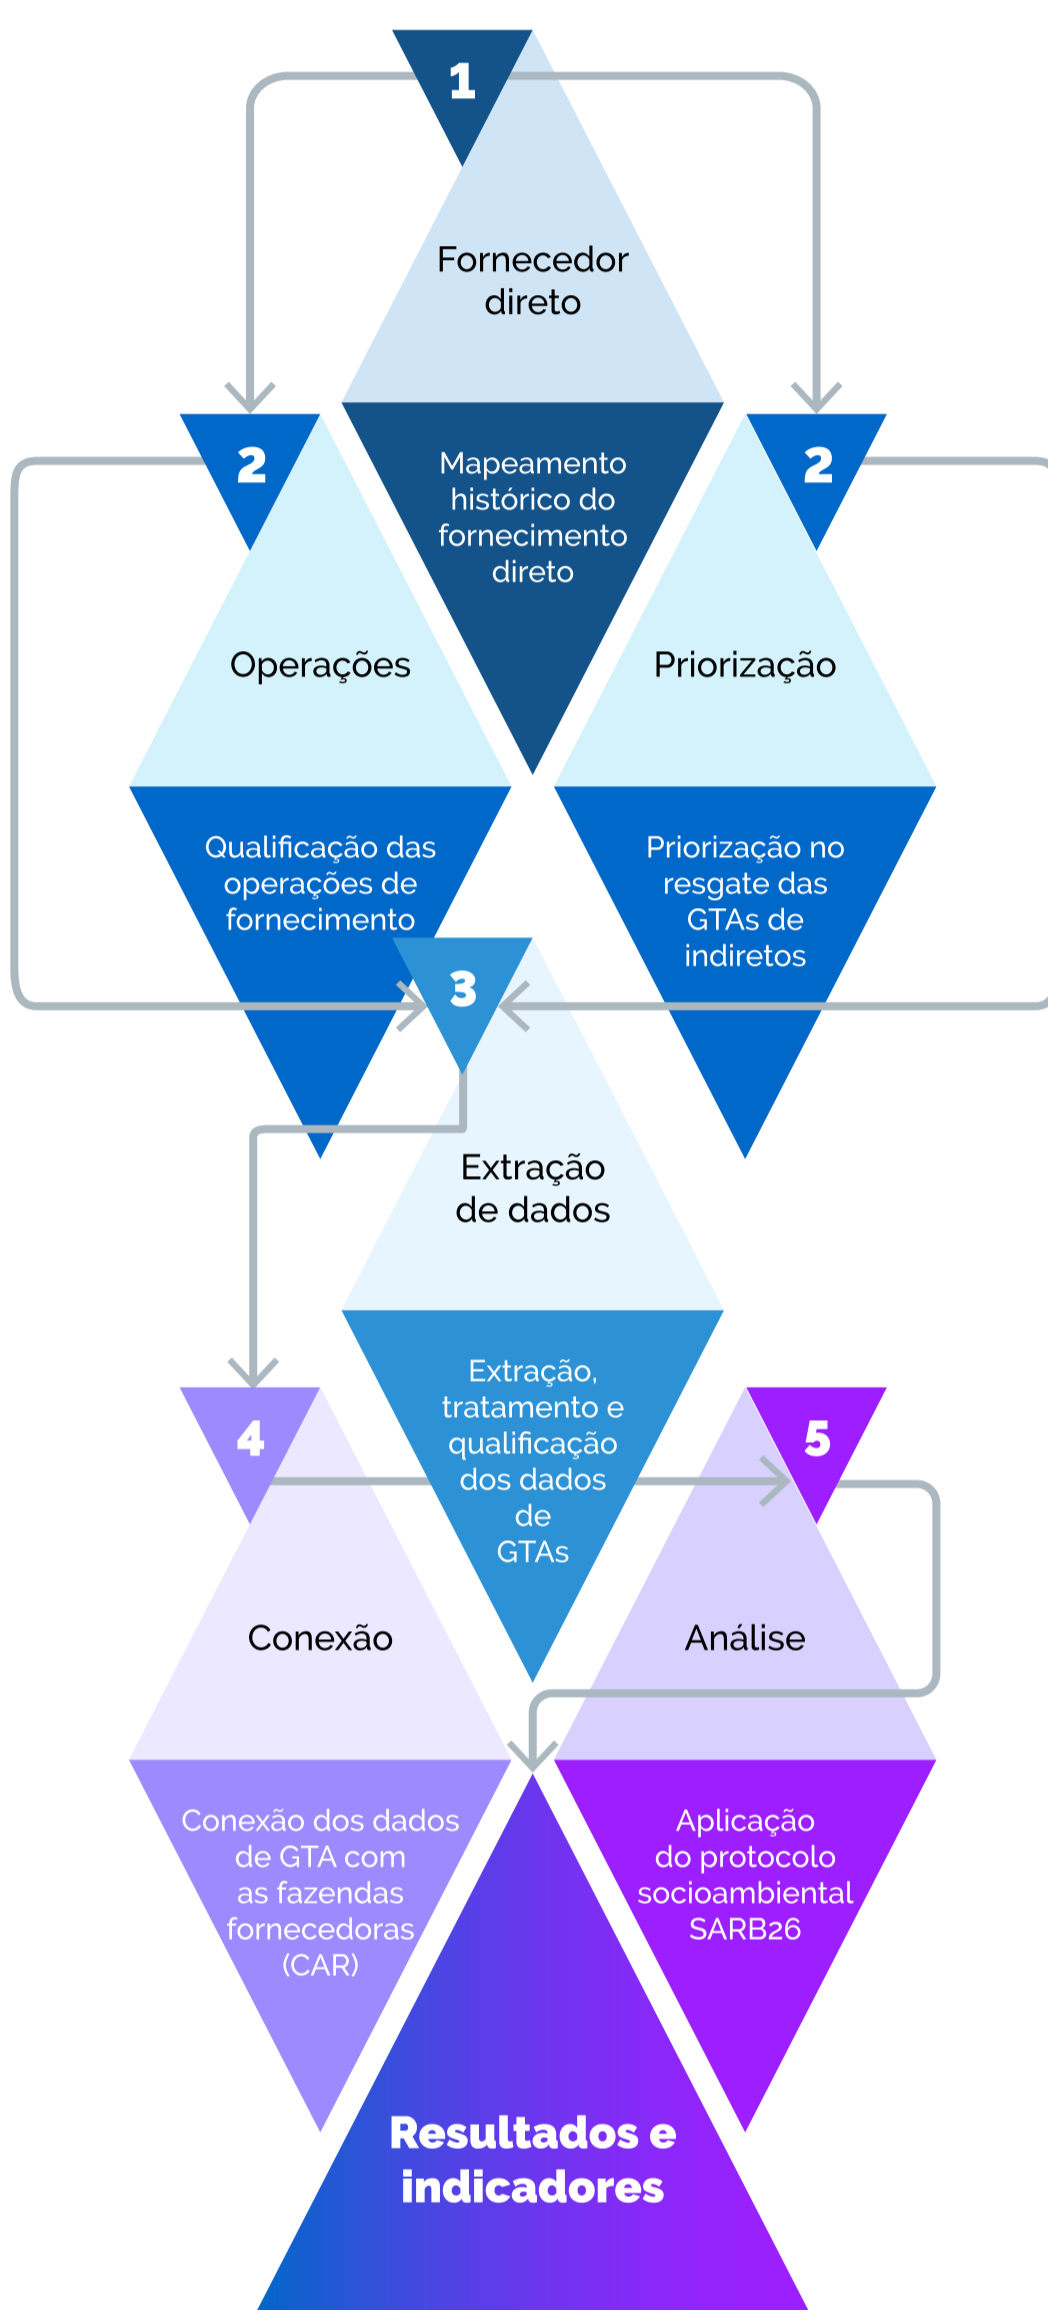 1
Fornecedor
direto
Mapeamento
histórico do
fornecimento
direto
2
Operações
Qualificação das
operações de
fornecimento
2
Priorização
Priorização no
resgate das
GTAs de
indiretos
3
Extração
de dados
Extração,
tratamento e
qualificação
dos dados
de
GTAs
4
Conexão
Conexão dos dados
de GTA com
as fazendas
fornecedoras
(CAR)
5
Análise
Aplicação
do protocolo
socioambiental
SARB26
Resultados e
indicadores